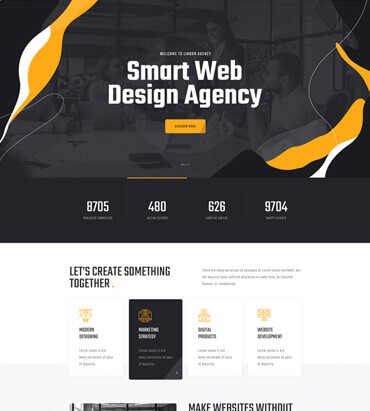 WELCOME TO LINOOR AGENCY
Smart Web
Design Agency
DISCOVER MORE
8705
PROJECTS COMPLETED
480
ACTIVE CLIENTS
626
CUPS OF COFFEE
9704
HAPPY CLIENTS
LET'S CREATE SOMETHING
TOGETHER .
There are many variations of passages of lorem ipsum available, but
the majority have suffered alteration in some form, by injected
humour, or randomised.
MODERN
DESIGNING
Lorem ipsum is are
many variations of pass
of majority.
MARKETING
STRATEGY
Lorem ipsum is are
many variations of pass
of majority.
DIGITAL
PRODUCTS
Lorem ipsum is are
many variations of pass
of majority.
WEBSITE
DEVELOPMENT
Lorem ipsum is are
many variations of pass
of majority.
MAKE WEBSITES WITHOUT